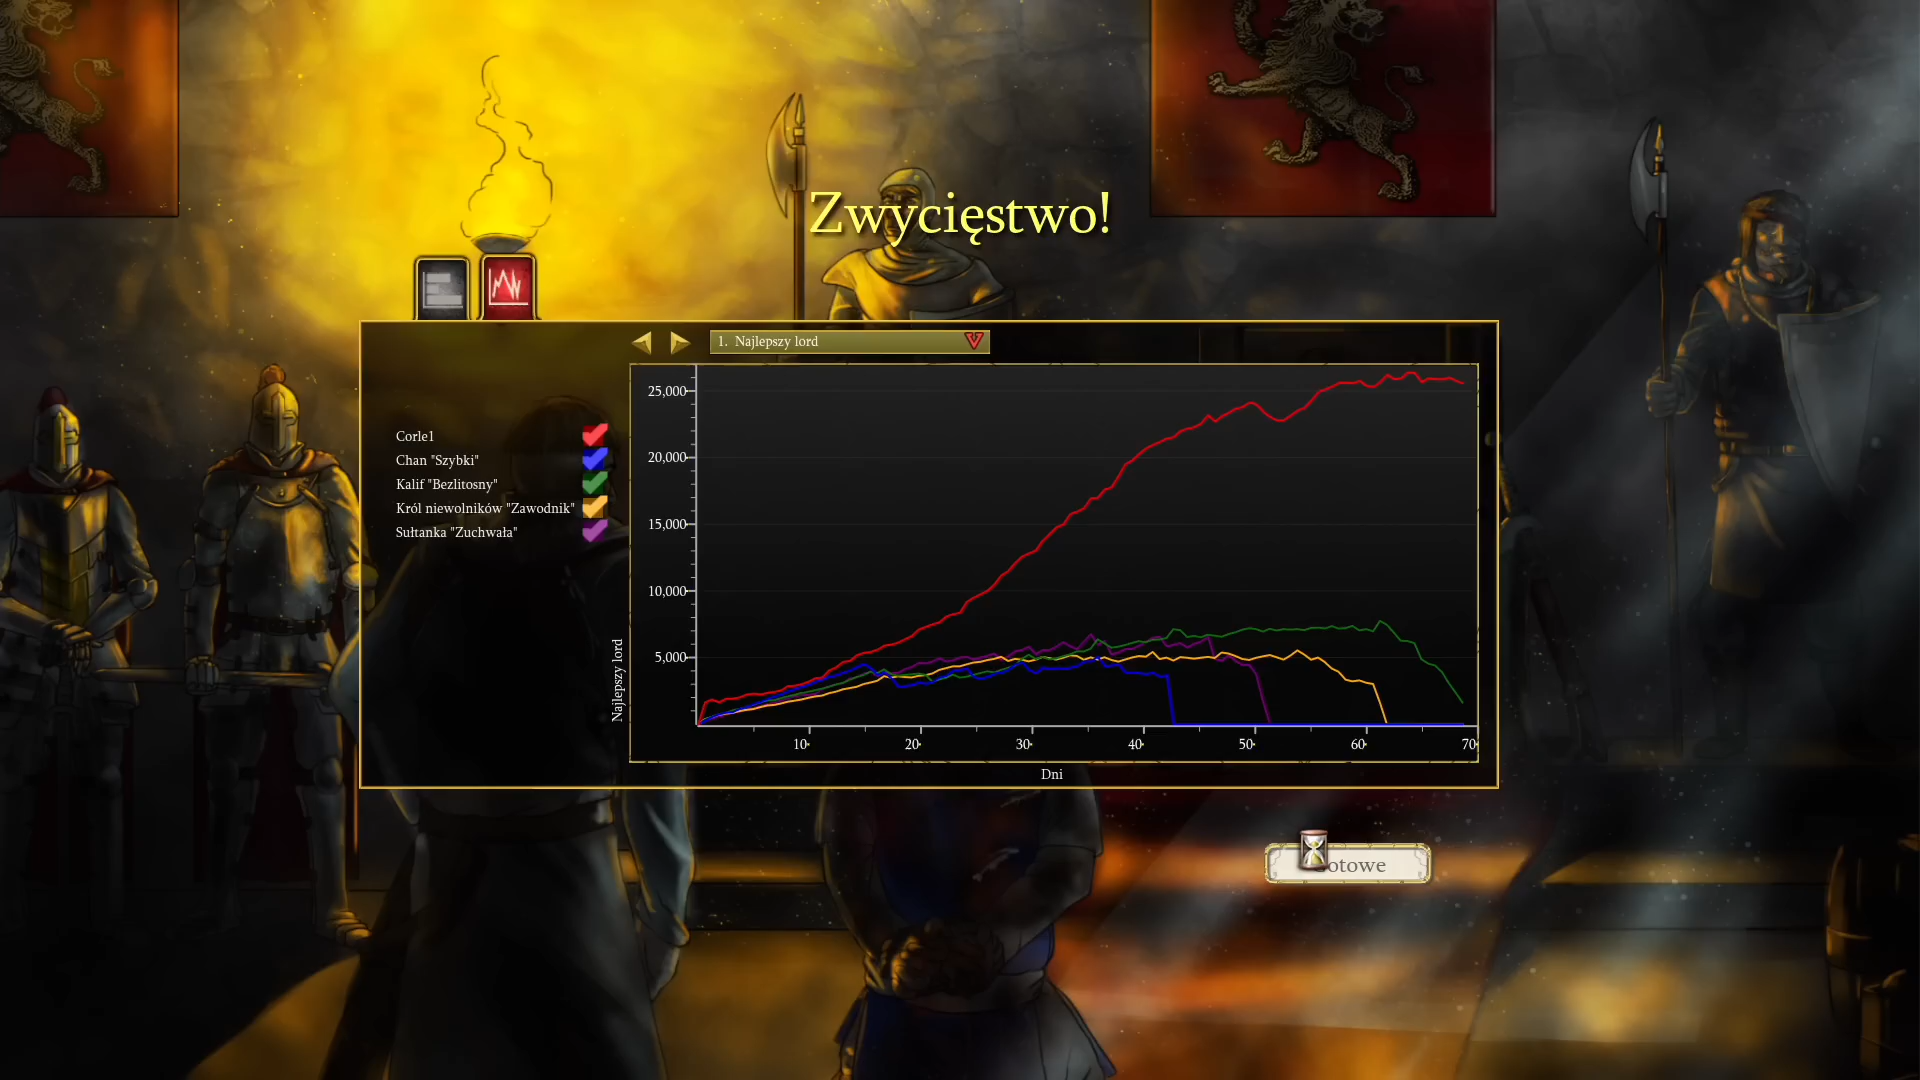 Zwycięstwo!
1. Najlepszy lord
Corle1
Chan "Szybki"
Kalif "Bezlitosny"
Król niewolników "Zawodnik"
Sułtanka "Zuchwała"
25,000
20,000
15,000
10,000
5,000
Najlepszy lord
10 20 30 40 50 60 70
Dni
otowe